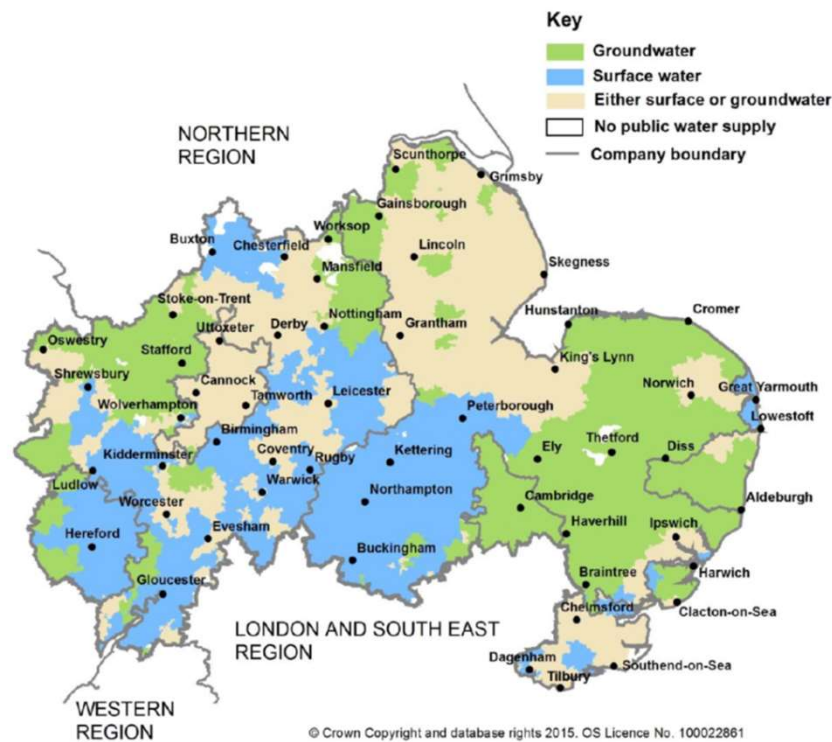 Key
Groundwater
Surface water
Either surface or groundwater
No public water supply
Company boundary
NORTHERN
REGION
Scunthorpe
Grimsby
Gainsborough
Worksop
Buxton
Chesterfield
Lincoln
Mansfield
Skegness
Stoke-on-Trent
Hunstanton
Cromer
Uttoxeter
Derby
Nottingham
Grantham
Oswestry
Stafford
King's Lynn
Shrewsbury
Cannock
Norwich
Great Yarmouth
Wolverhampton
Tamworth
Leicester
Peterborough
Lowestoft
Birmingham
Kidderminster
Coventry
Rugby
Kettering
Ely
Thetford
Diss
Ludlow
Warwick
Worcester
Northampton
Cambridge
Aldeburgh
Hereford
Evesham
Haverhill
Ipswich
Buckingham
Gloucester
Braintree
Harwich
Chelmsford
Clacton-on-Sea
LONDON AND SOUTH EAST
REGION
Dagenham
Southend-on-Sea
Tilbury
WESTERN
REGION
© Crown Copyright and database rights 2015. OS Licence No. 100022861